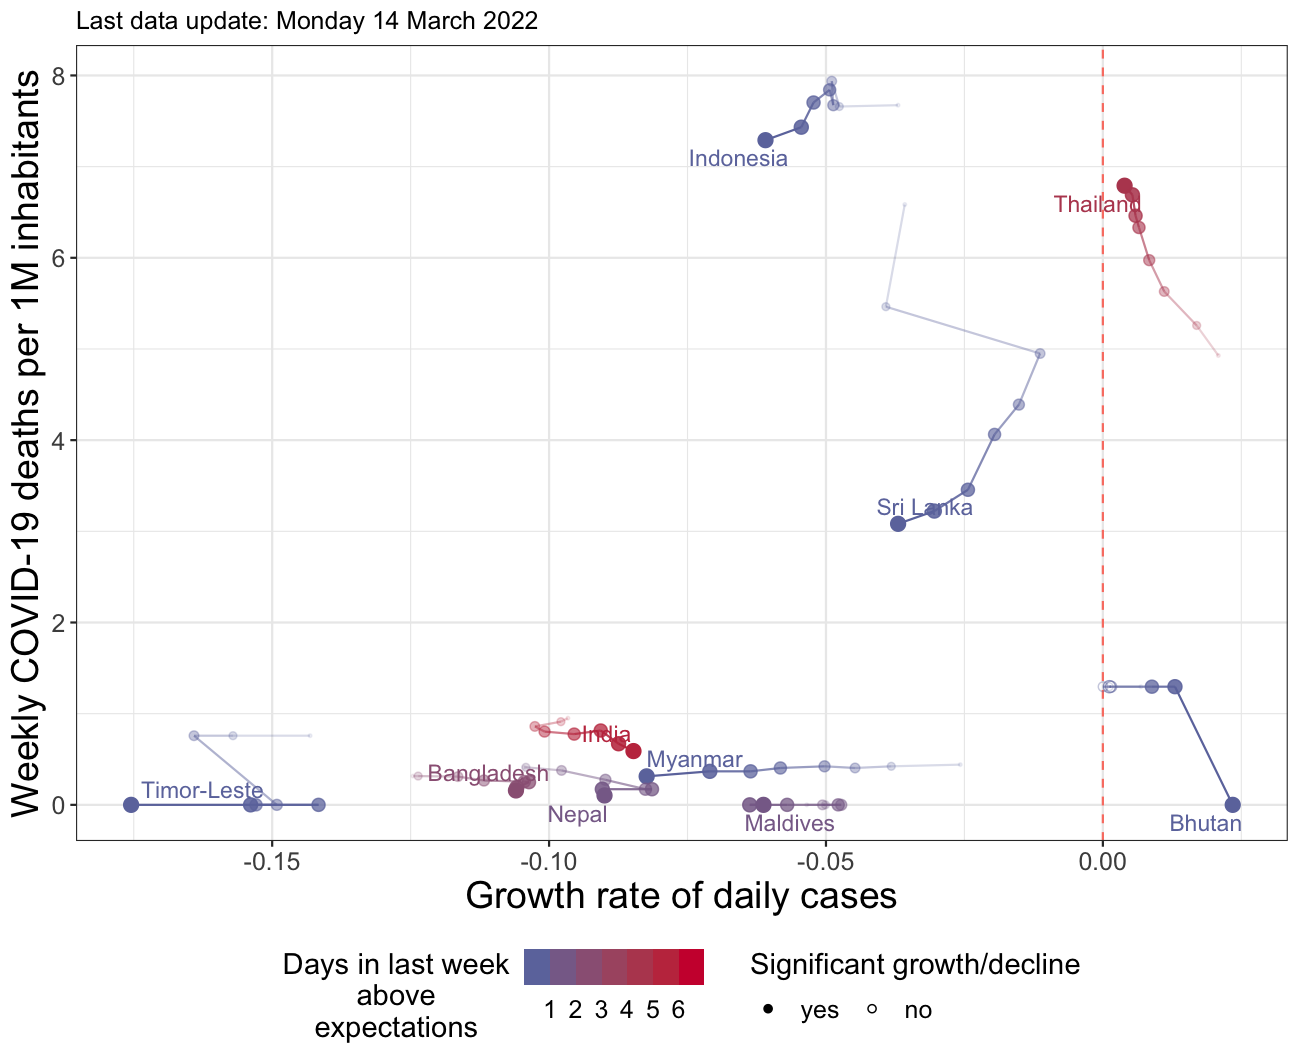 Last data update: Monday 14 March 2022
Weekly COVID-19 deaths per 1M inhabitants
8
6
4
2
0
Indonesia
Thailand
Sri Lanka
India
Myanmar
Bangladesh
Timor-Leste
Nepal
Maldives
Bhutan
-0.15 -0.10 -0.05 0.00
Growth rate of daily cases
Days in last week
above
expectations
1 2 3 4 5 6
Significant growth/decline
yes no